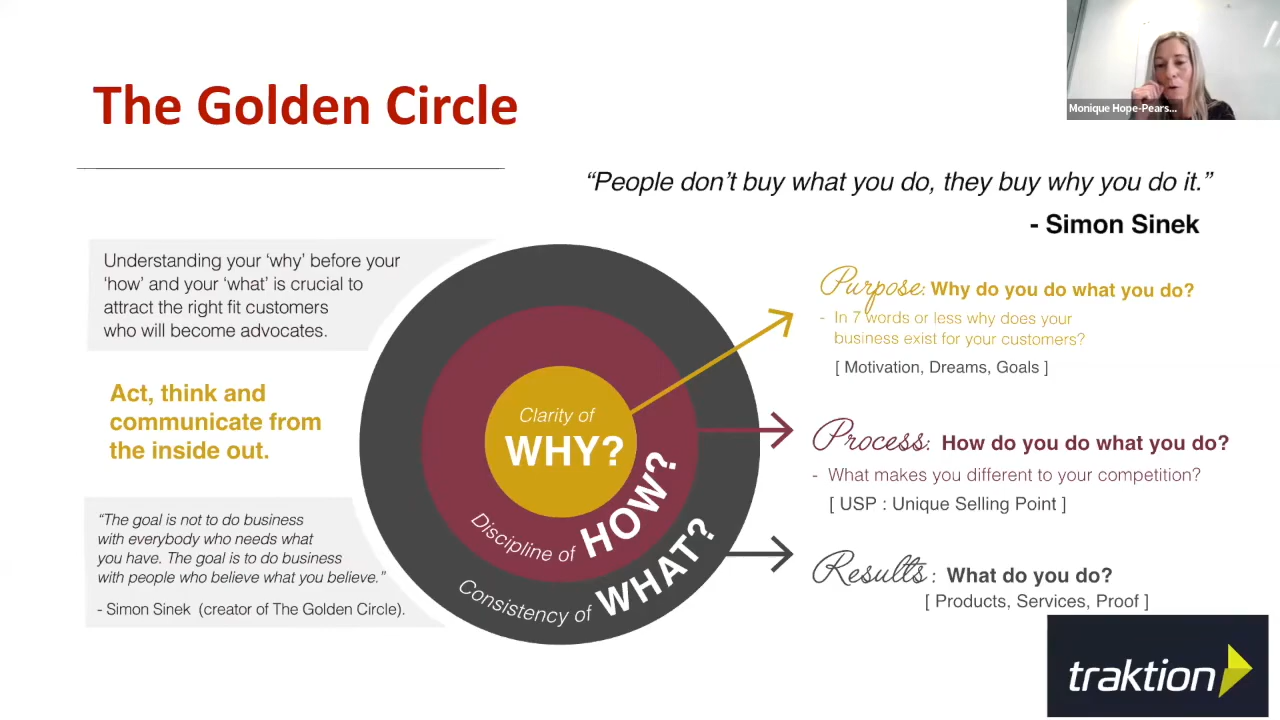 The Golden Circle
Monique Hope-Pears...
“People don’t buy what you do, they buy why you do it.”
- Simon Sinek
Understanding your ‘why’ before your
‘how’ and your ‘what’ is crucial to
attract the right fit customers
who will become advocates.
Act, think and
communicate from
the inside out.
“The goal is not to do business
with everybody who needs what
you have. The goal is to do business
with people who believe what you believe.”
- Simon Sinek (creator of The Golden Circle).
Clarity of
WHY?
Discipline of HOW?
Consistency of WHAT?
Purpose: Why do you do what you do?
- In 7 words or less why does your
business exist for your customers?
[ Motivation, Dreams, Goals ]
Process: How do you do what you do?
- What makes you different to your competition?
[ USP : Unique Selling Point ]
Results : What do you do?
[ Products, Services, Proof ]
traktion